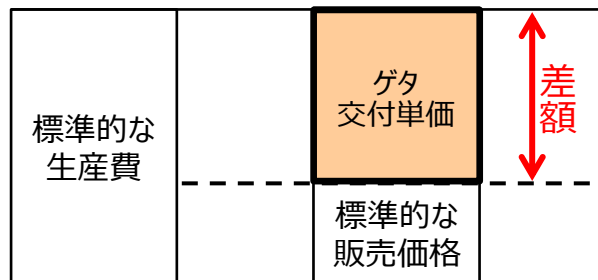 標準的な
生産費
ゲタ
交付単価
標準的な
販売価格
差額